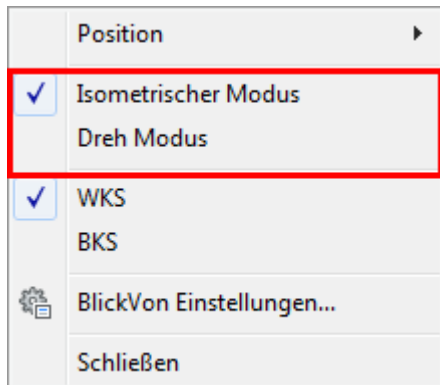 Position
Isometrischer Modus
Dreh Modus
WKS
BKS
BlickVon Einstellungen...
Schließen